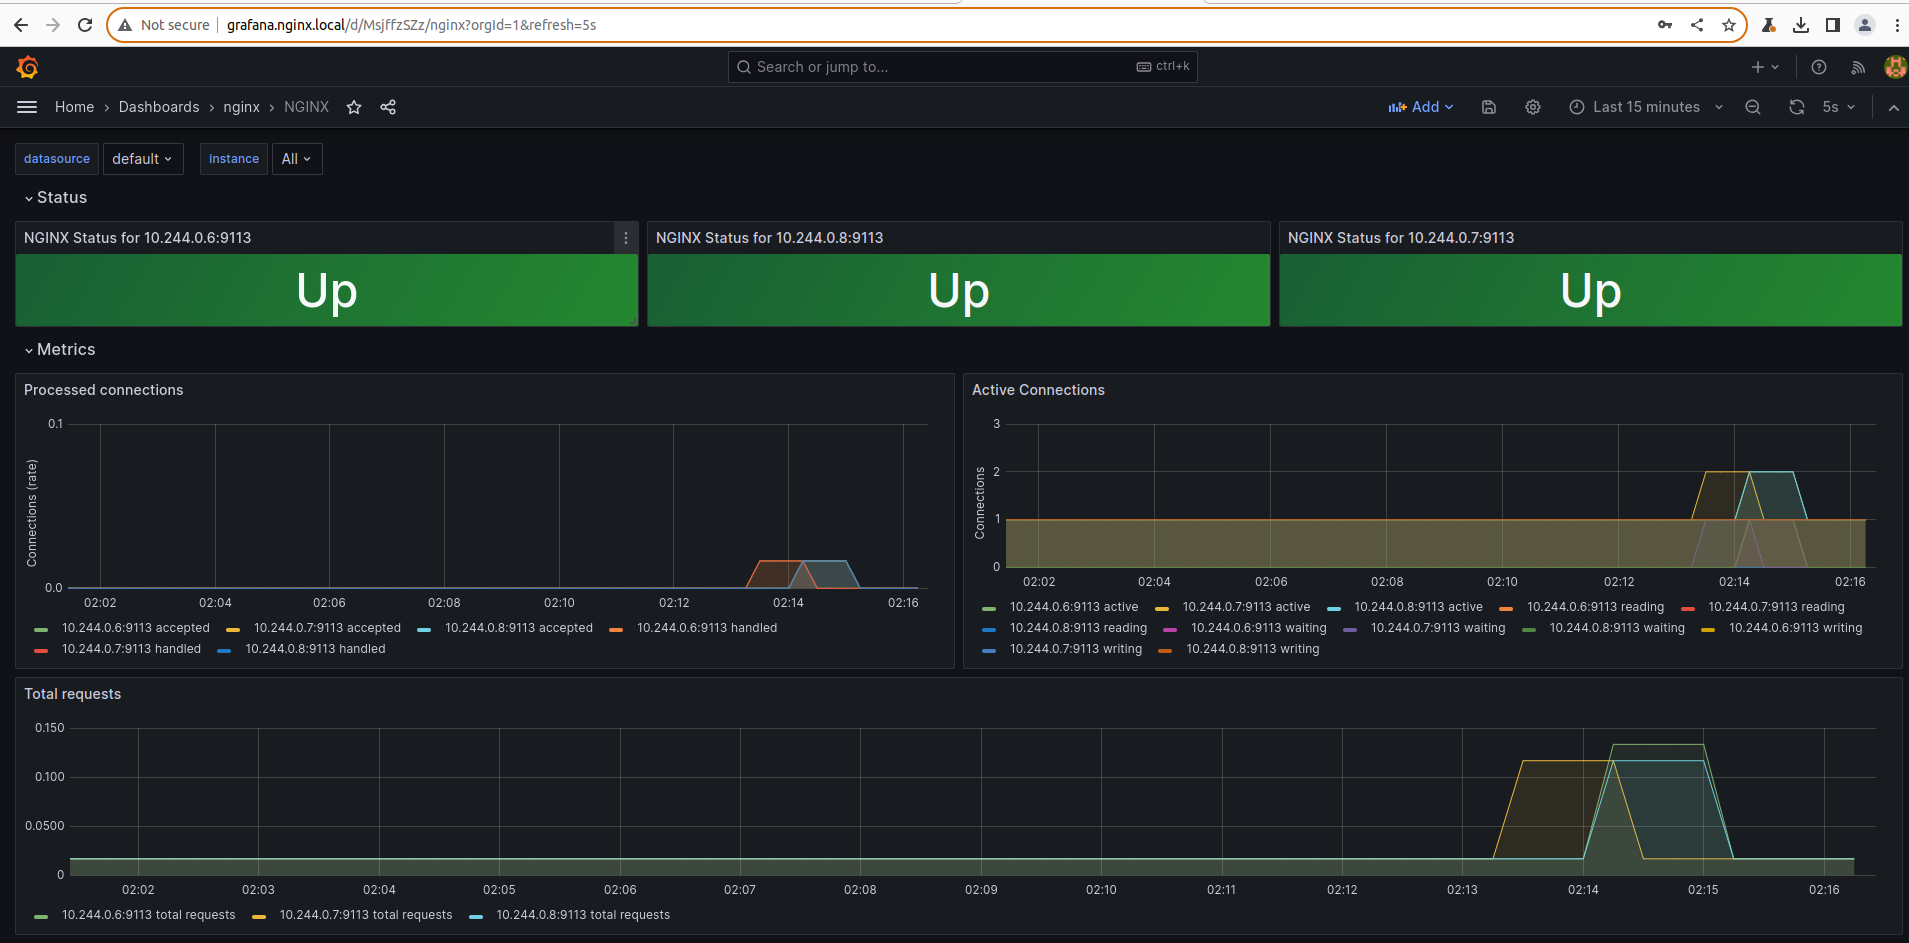 Not secure grafana.nginx.local/d/MsjffzSZz/nginx?orgId=1&refresh=5s
Search or jump to... ctrl+k
Home › Dashboards › nginx › NGINX Add Last 15 minutes 5s
datasource default instance All
Status
NGINX Status for 10.244.0.6:9113 NGINX Status for 10.244.0.8:9113 NGINX Status for 10.244.0.7:9113
Up Up Up
Metrics
Processed connections
Connections (rate)
0.1
0.0
02:02 02:04 02:06 02:08 02:10 02:12 02:14 02:16
10.244.0.6:9113 accepted 10.244.0.7:9113 accepted 10.244.0.8:9113 accepted 10.244.0.6:9113 handled
10.244.0.7:9113 handled 10.244.0.8:9113 handled
Active Connections
Connections
3
2
1
0
02:02 02:04 02:06 02:08 02:10 02:12 02:14 02:16
10.244.0.6:9113 active 10.244.0.7:9113 active 10.244.0.8:9113 active 10.244.0.6:9113 reading 10.244.0.7:9113 reading
10.244.0.8:9113 reading 10.244.0.6:9113 waiting 10.244.0.7:9113 waiting 10.244.0.8:9113 waiting 10.244.0.6:9113 writing
10.244.0.7:9113 writing 10.244.0.8:9113 writing
Total requests
0.150
0.100
0.0500
0
02:02 02:03 02:04 02:05 02:06 02:07 02:08 02:09 02:10 02:11 02:12 02:13 02:14 02:15 02:16
10.244.0.6:9113 total requests 10.244.0.7:9113 total requests 10.244.0.8:9113 total requests